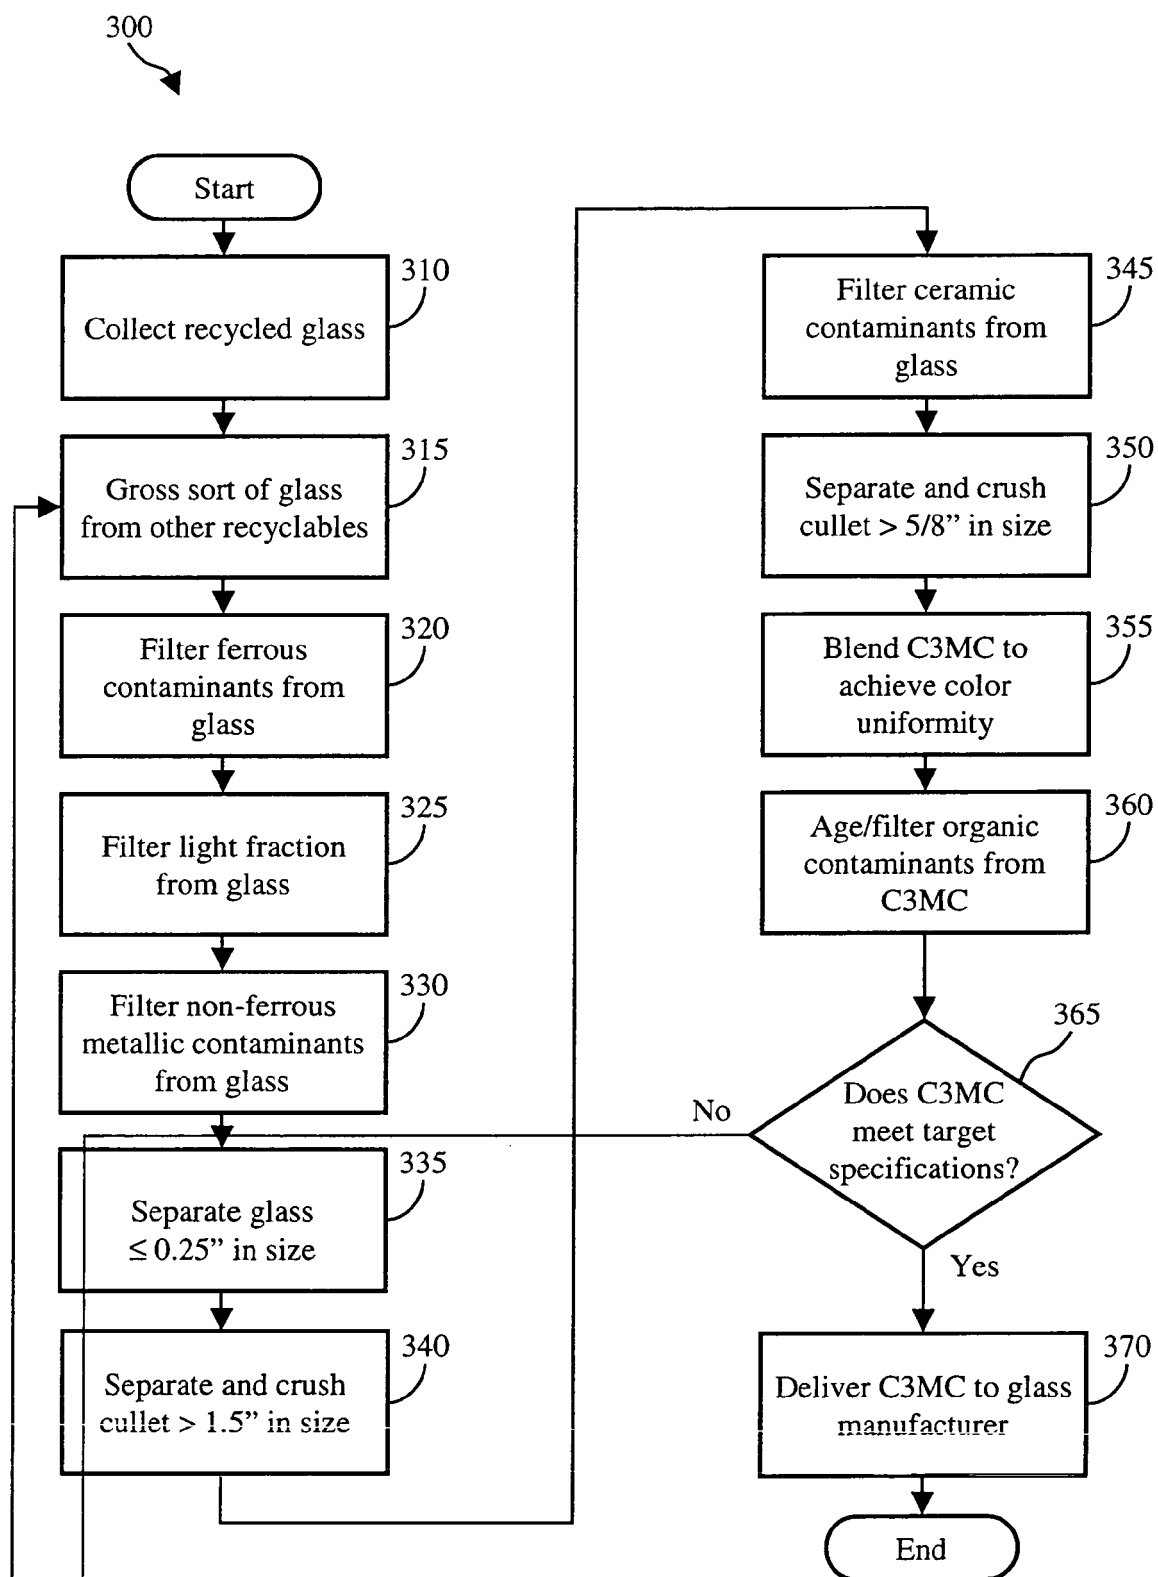 300
Start
310
Collect recycled glass
315
Gross sort of glass
from other recyclables
320
Filter ferrous
contaminants from
glass
325
Filter light fraction
from glass
330
Filter non-ferrous
metallic contaminants
from glass
335
Separate glass
≤ 0.25” in size
340
Separate and crush
cullet > 1.5” in size
345
Filter ceramic
contaminants from
glass
350
Separate and crush
cullet > 5/8” in size
355
Blend C3MC to
achieve color
uniformity
360
Age/filter organic
contaminants from
C3MC
365
Does C3MC
meet target
specifications?
No
Yes
370
Deliver C3MC to glass
manufacturer
End